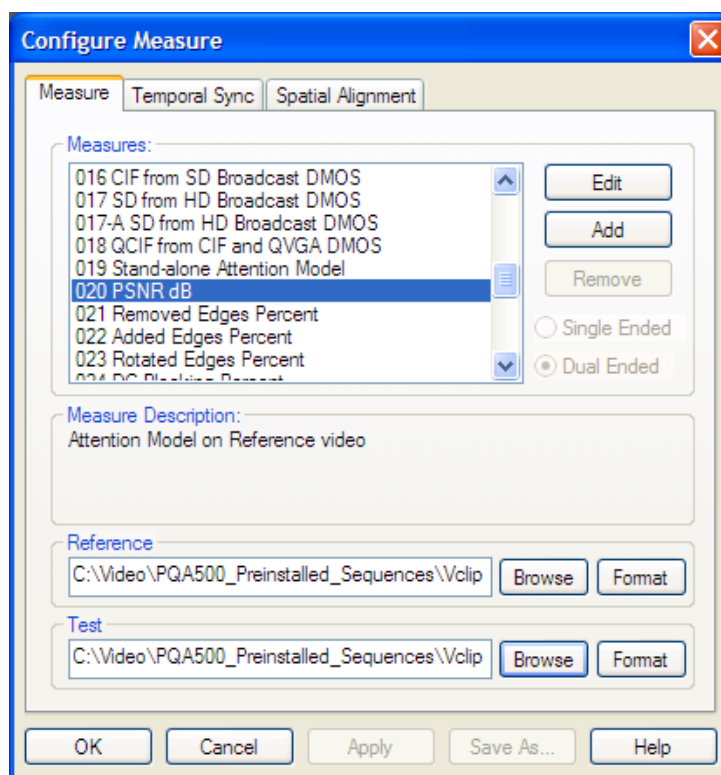 Configure Measure
Measure
Temporal Sync
Spatial Alignment
Measures:
016 CIF from SD Broadcast DMOS
017 SD from HD Broadcast DMOS
017-A SD from HD Broadcast DMOS
018 QCIF from CIF and QVGA DMOS
019 Stand-alone Attention Model
020 PSNR dB
021 Removed Edges Percent
022 Added Edges Percent
023 Rotated Edges Percent
024 DC Blocking Percent
Edit
Add
Remove
Single Ended
Dual Ended
Measure Description:
Attention Model on Reference video
Reference
C:\Video\PQA500_Preinstalled_Sequences\Vclip
Browse
Format
Test
C:\Video\PQA500_Preinstalled_Sequences\Vclip
Browse
Format
OK
Cancel
Apply
Save As...
Help